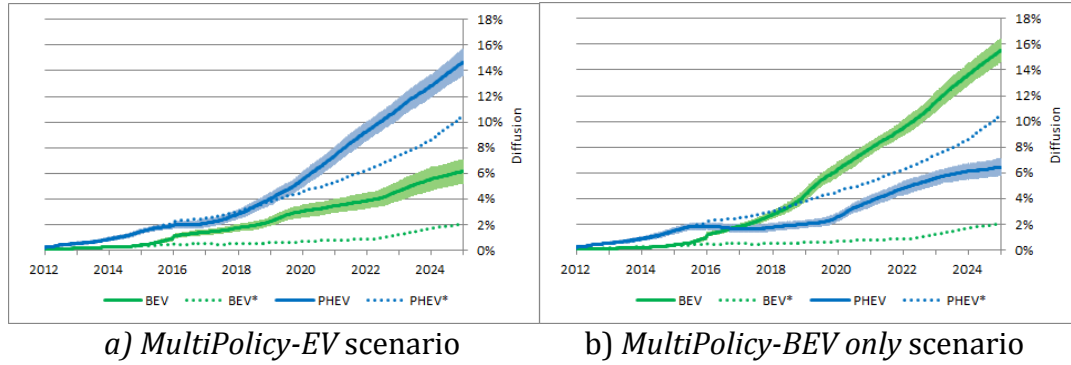 18%
16%
14%
12%
10%
8%
6%
4%
2%
0%
Diffusion
2012 2014 2016 2018 2020 2022 2024
BEV BEV* PHEV PHEV*
a) MultiPolicy-EV scenario
18%
16%
14%
12%
10%
8%
6%
4%
2%
0%
Diffusion
2012 2014 2016 2018 2020 2022 2024
BEV BEV* PHEV PHEV*
b) MultiPolicy-BEV only scenario